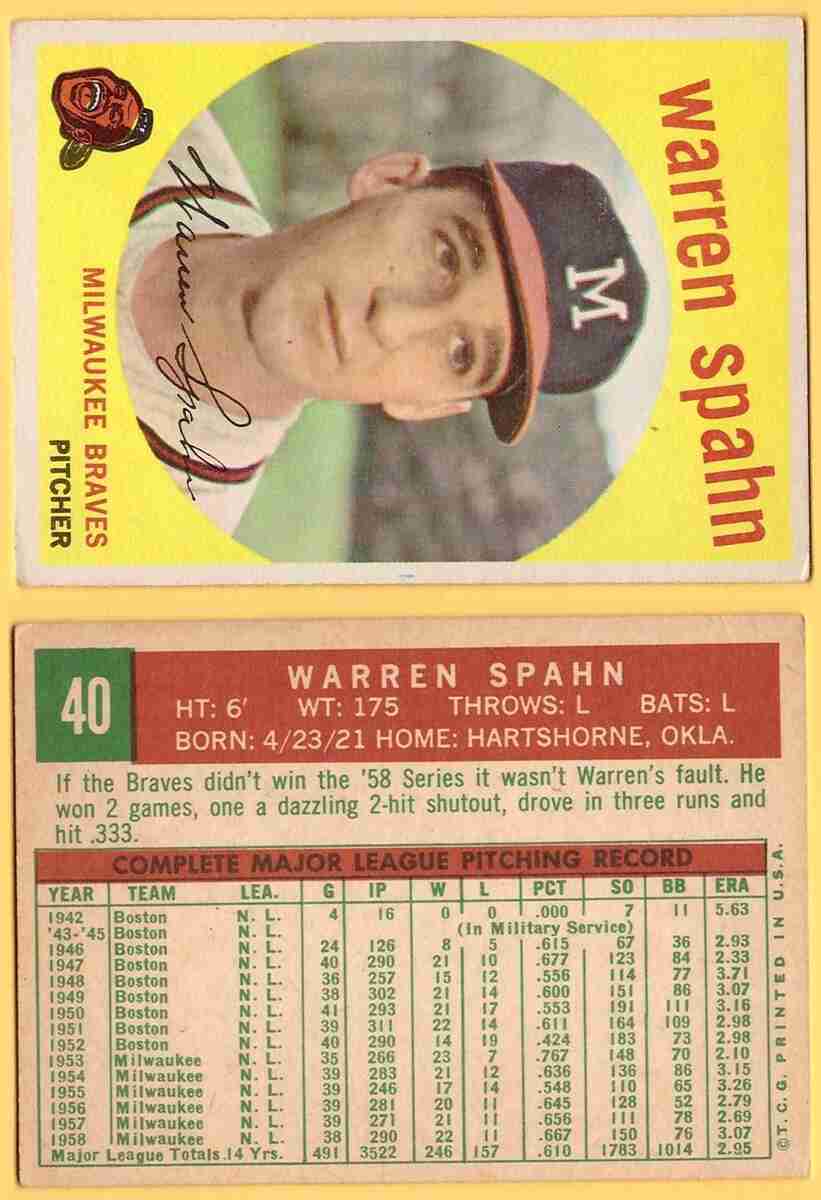 warren spahn
M
Warren Spahn
MILWAUKEE BRAVES
PITCHER
40
WARREN SPAHN
HT: 6' WT: 175 THROWS: L BATS: L
BORN: 4/23/21 HOME: HARTSHORNE, OKLA.
If the Braves didn't win the '58 Series it wasn't Warren's fault. He
won 2 games, one a dazzling 2-hit shutout, drove in three runs and
hit .333.
COMPLETE MAJOR LEAGUE PITCHING RECORD
YEAR TEAM LEA. G IP W L PCT SO BB ERA
1942 Boston N. L. 4 16 0 0 .000 7 11 5.63
'43-'45 Boston N. L. (In Military Service)
1946 Boston N. L. 24 126 8 5 .615 67 36 2.93
1947 Boston N. L. 40 290 21 10 .677 123 84 2.33
1948 Boston N. L. 36 257 15 12 .556 114 77 3.71
1949 Boston N. L. 38 302 21 14 .600 151 86 3.07
1950 Boston N. L. 41 293 21 17 .553 191 111 3.16
1951 Boston N. L. 39 311 22 14 .611 164 109 2.98
1952 Boston N. L. 40 290 14 19 .424 183 73 2.98
1953 Milwaukee N. L. 35 266 23 7 .767 148 70 2.10
1954 Milwaukee N. L. 39 283 21 12 .636 136 86 3.15
1955 Milwaukee N. L. 39 246 17 14 .548 110 65 3.26
1956 Milwaukee N. L. 39 281 20 11 .645 128 52 2.79
1957 Milwaukee N. L. 39 271 21 11 .656 111 78 2.69
1958 Milwaukee N. L. 38 290 22 11 .667 150 76 3.07
Major League Totals 14 Yrs. 491 3522 246 157 .610 1783 1014 2.95
©T.C.G. PRINTED IN U.S.A.